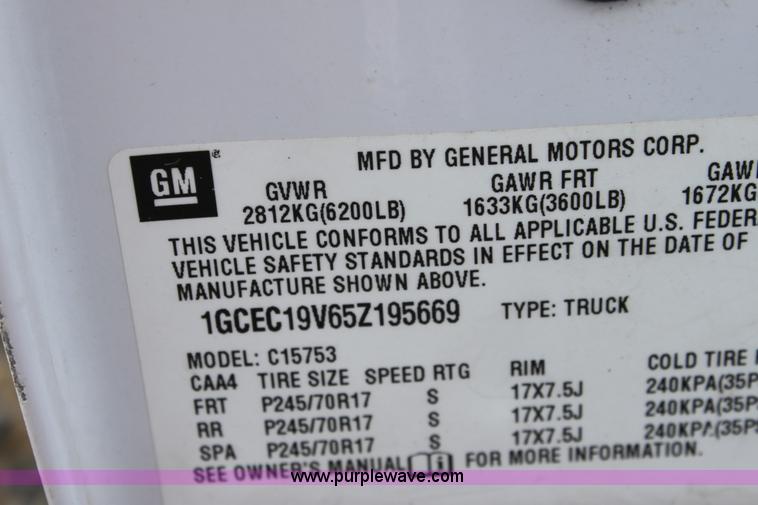 MFD BY GENERAL MOTORS CORP.
GM
GVWR GAWR FRT
2812KG(6200LB) 1633KG(3600LB) 1672KG
THIS VEHICLE CONFORMS TO ALL APPLICABLE U.S.
VEHICLE SAFETY STANDARDS IN EFFECT ON THE DATE OF
MANUFACTURE SHOWN ABOVE.
1GCEC19V65Z195669 TYPE: TRUCK
MODEL: C15753
CAA4 TIRE SIZE SPEED RTG RIM COLD TIRE
FRT P245/70R17 S 17X7.5J 240KPA(35P
RR P245/70R17 S 17X7.5J 240KPA(35P
SPA P245/70R17 S 17X7.5J 240KPA(35P
SEE OWNER'S MANUAL FOR MORE INFORMATION.
www.purplewave.com